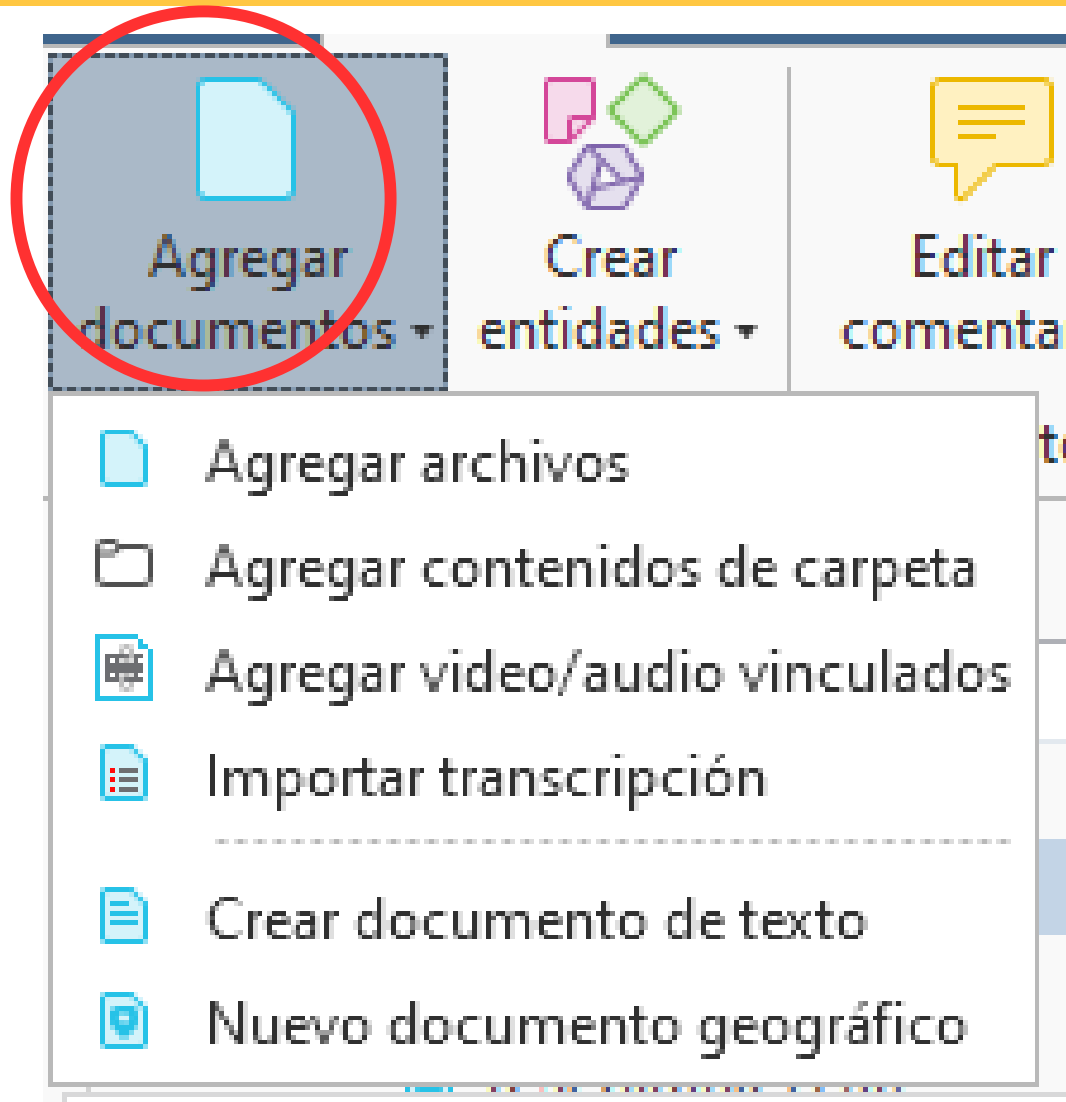 Agregar
documentos
Crear
entidades
Editar
Agregar archivos
Agregar contenidos de carpeta
Agregar video/audio vinculados
Importar transcripción
Crear documento de texto
Nuevo documento geográfico